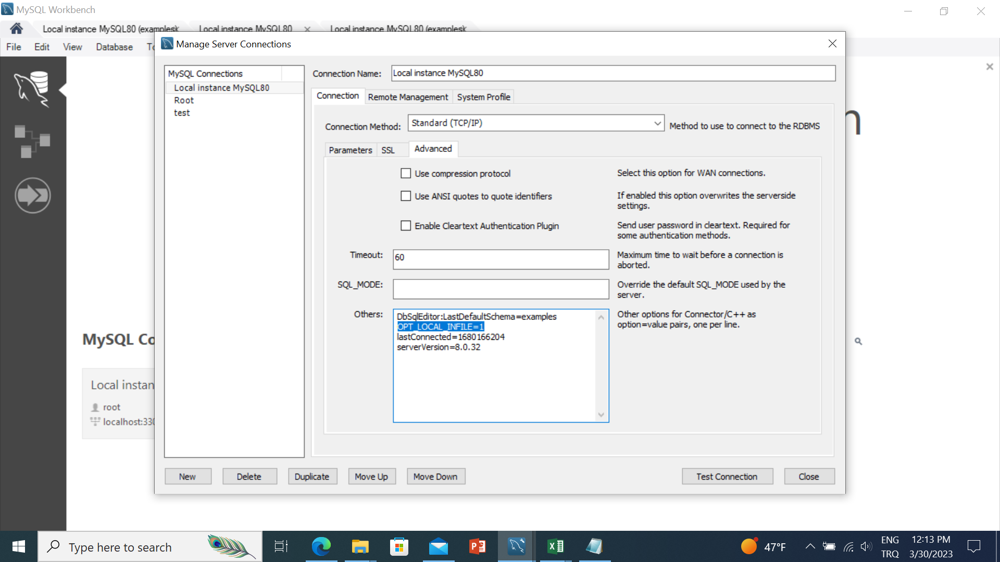 MySQL Workbench
Local instance MySQL80 (examples)
Local instance MySQL80
Local instance MySQL80 (examples)
File Edit View Database
Manage Server Connections
MySQL Connections
Local instance MySQL80
Root
test
Connection Name: Local instance MySQL80
Connection Remote Management System Profile
Connection Method: Standard (TCP/IP) Method to use to connect to the RDBMS
Parameters SSL Advanced
Use compression protocol
Select this option for WAN connections.
Use ANSI quotes to quote identifiers
If enabled this option overwrites the serverside
settings.
Enable Cleartext Authentication Plugin
Send user password in cleartext. Required for
some authentication methods.
Timeout: 60
Maximum time to wait before a connection is
aborted.
SQL_MODE:
Override the default SQL_MODE used by the
server.
Others:
DbSqlEditor:LastDefaultSchema=examples
OPT_LOCAL_INFILE=1
lastConnected=1680166204
serverVersion=8.0.32
Other options for Connector/C++ as
option=value pairs, one per line.
MySQL Co
Local instan
root
localhost:330
New Delete Duplicate Move Up Move Down Test Connection Close
Type here to search
47°F
ENG
TRQ
12:13 PM
3/30/2023